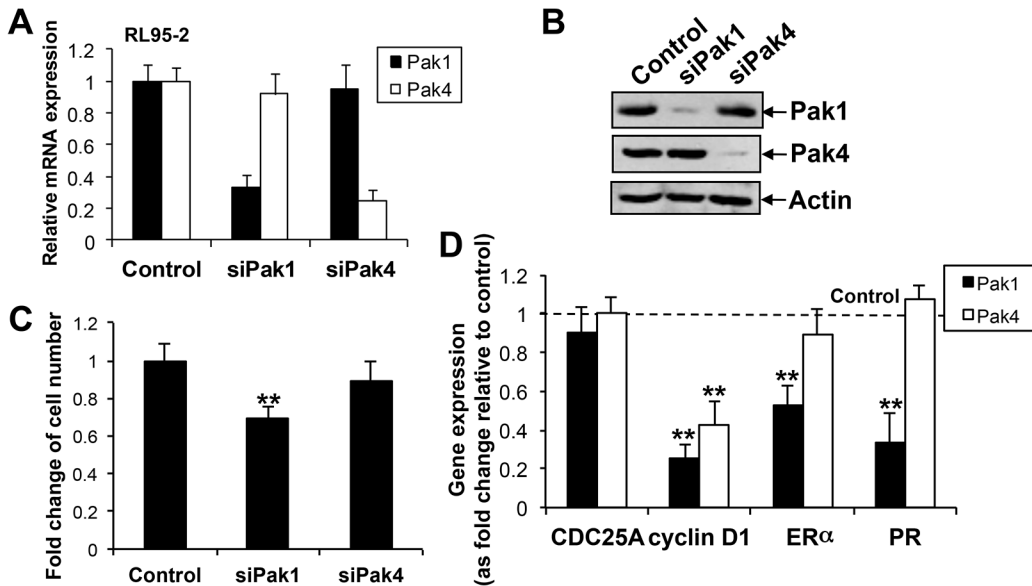 A
RL95-2
Relative mRNA expression
1.2
1
0.8
0.6
0.4
0.2
0
Pak1
Pak4
Control siPak1 siPak4
B
Control
siPak1
siPak4
Pak1
Pak4
Actin
C
Fold change of cell number
1.2
1
0.8
0.6
0.4
0.2
0
**
Control siPak1 siPak4
D
Gene expression
(as fold change relative to control)
1.2
1
0.8
0.6
0.4
0.2
0
Control
Pak1
Pak4
**
**
**
**
CDC25A cyclin D1 ERα PR